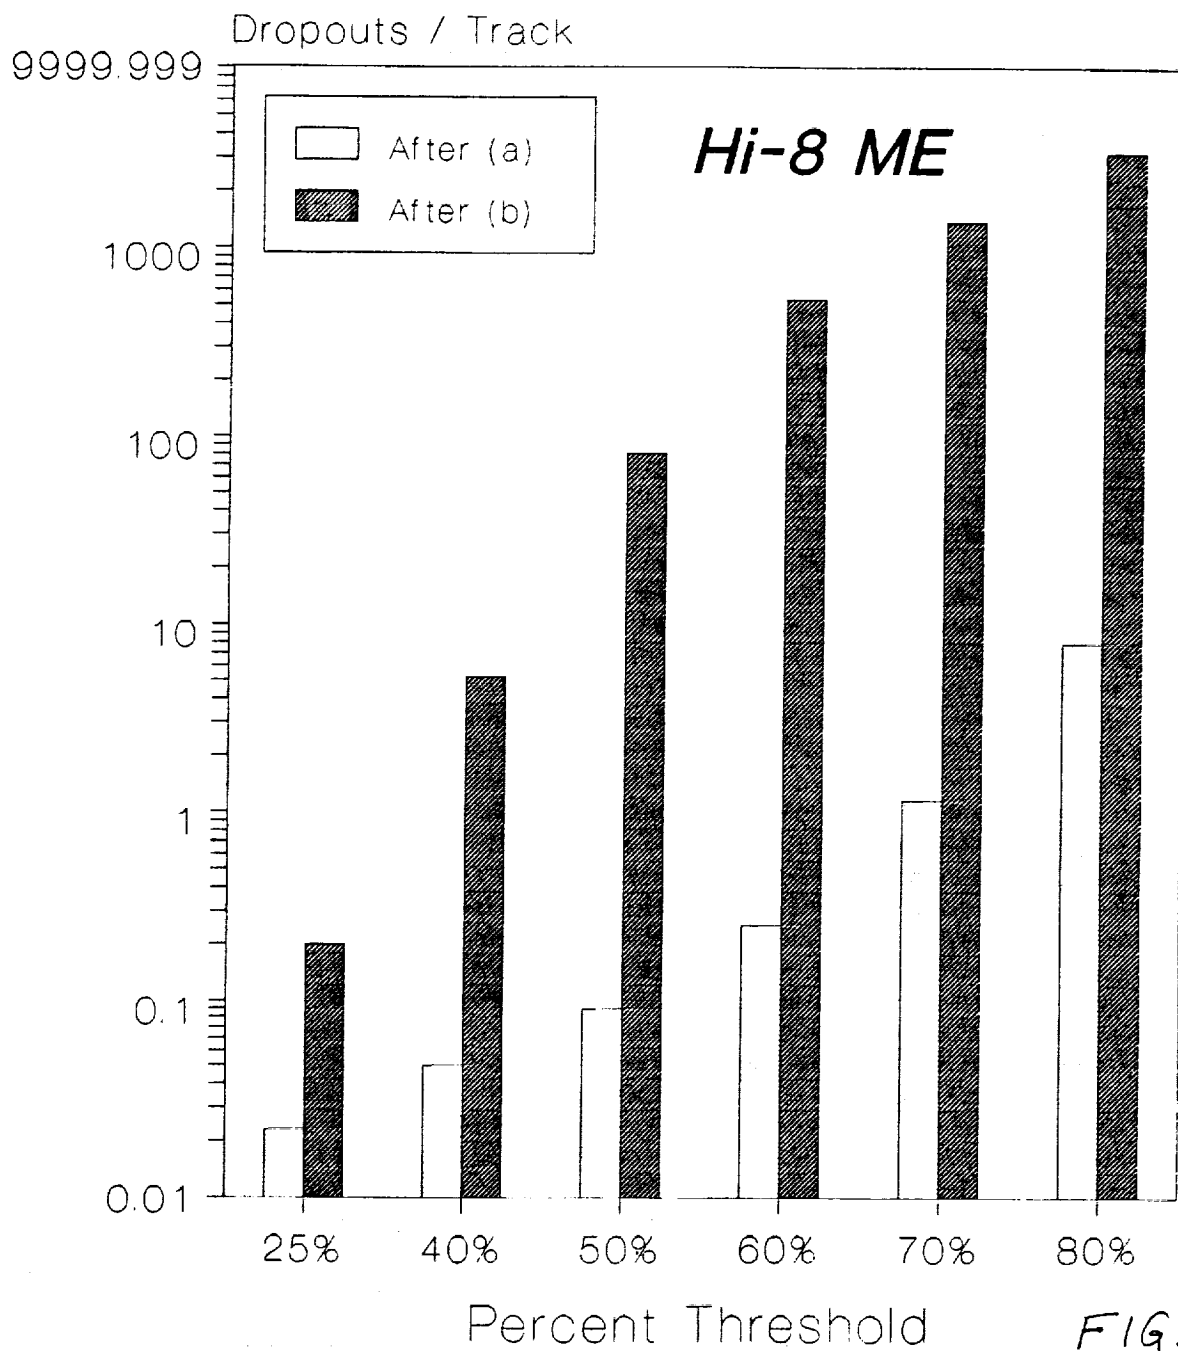 Dropouts / Track
9999.999
After (a)
After (b)
Hi-8 ME
1000
100
10
1
0.1
0.01
25% 40% 50% 60% 70% 80%
Percent Threshold
FIG.